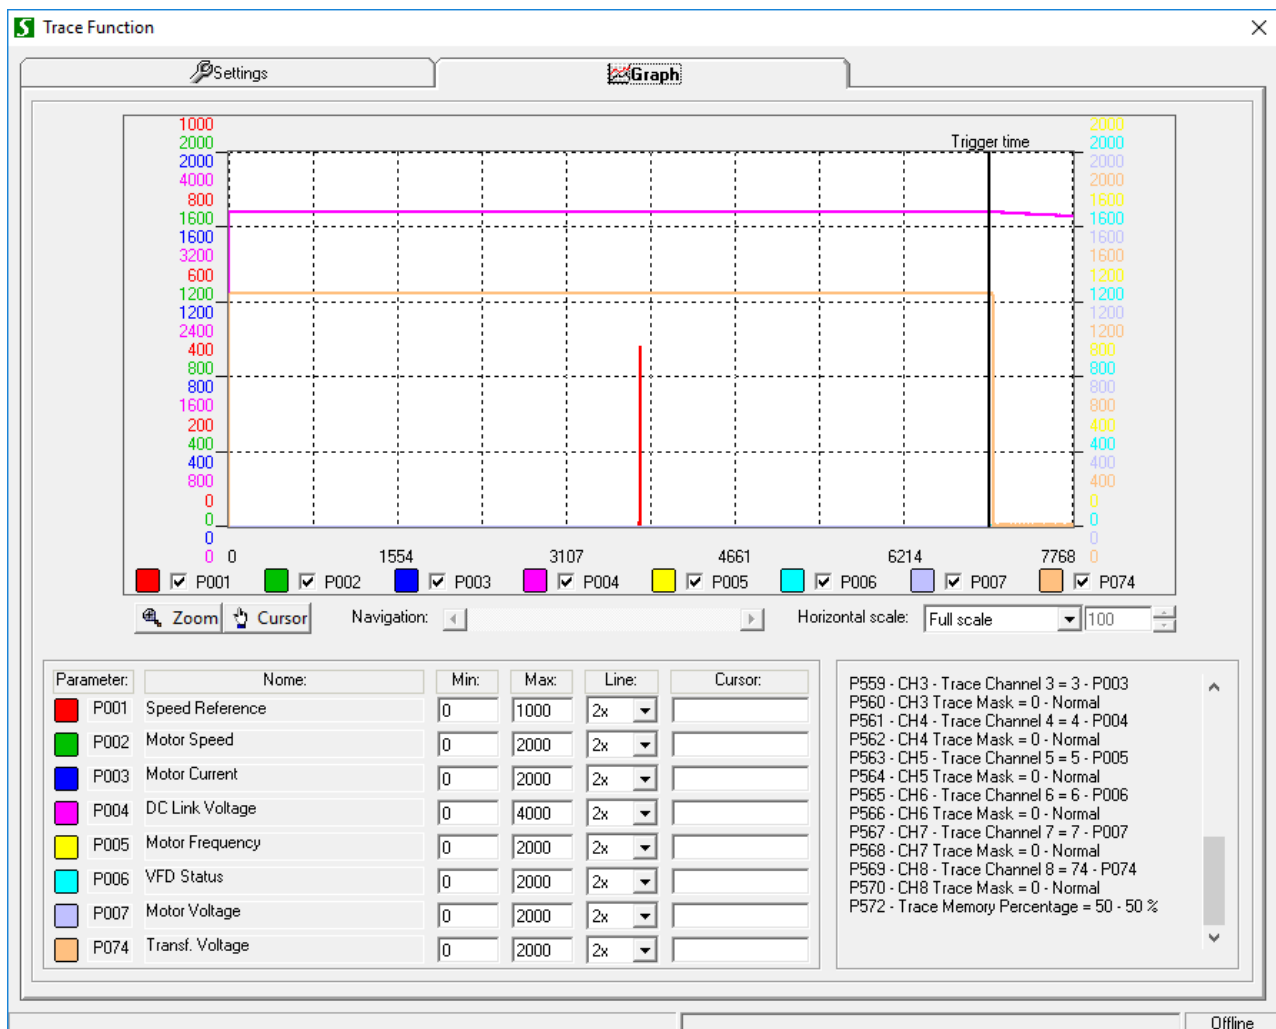 Trace Function
Settings
Graph
Trigger time
1000
2000
2000
4000
800
1600
1600
3200
600
1200
1200
2400
400
800
800
1600
200
400
400
800
0
0
0
0
2000
2000
2000
2000
1600
1600
1600
1600
1200
1200
1200
1200
800
800
800
800
400
400
400
400
0
0
0
0
0 1554 3107 4661 6214 7768
P001 P002 P003 P004 P005 P006 P007 P074
Zoom Cursor Navigation: Horizontal scale: Full scale 100
Parameter: Nome: Min: Max: Line: Cursor:
P001 Speed Reference 0 1000 2x
P002 Motor Speed 0 2000 2x
P003 Motor Current 0 2000 2x
P004 DC Link Voltage 0 4000 2x
P005 Motor Frequency 0 2000 2x
P006 VFD Status 0 2000 2x
P007 Motor Voltage 0 2000 2x
P074 Transf. Voltage 0 2000 2x
P559 - CH3 - Trace Channel 3 = 3 - P003
P560 - CH3 Trace Mask = 0 - Normal
P561 - CH4 - Trace Channel 4 = 4 - P004
P562 - CH4 Trace Mask = 0 - Normal
P563 - CH5 - Trace Channel 5 = 5 - P005
P564 - CH5 Trace Mask = 0 - Normal
P565 - CH6 - Trace Channel 6 = 6 - P006
P566 - CH6 Trace Mask = 0 - Normal
P567 - CH7 - Trace Channel 7 = 7 - P007
P568 - CH7 Trace Mask = 0 - Normal
P569 - CH8 - Trace Channel 8 = 74 - P074
P570 - CH8 Trace Mask = 0 - Normal
P572 - Trace Memory Percentage = 50 - 50 %
Offline